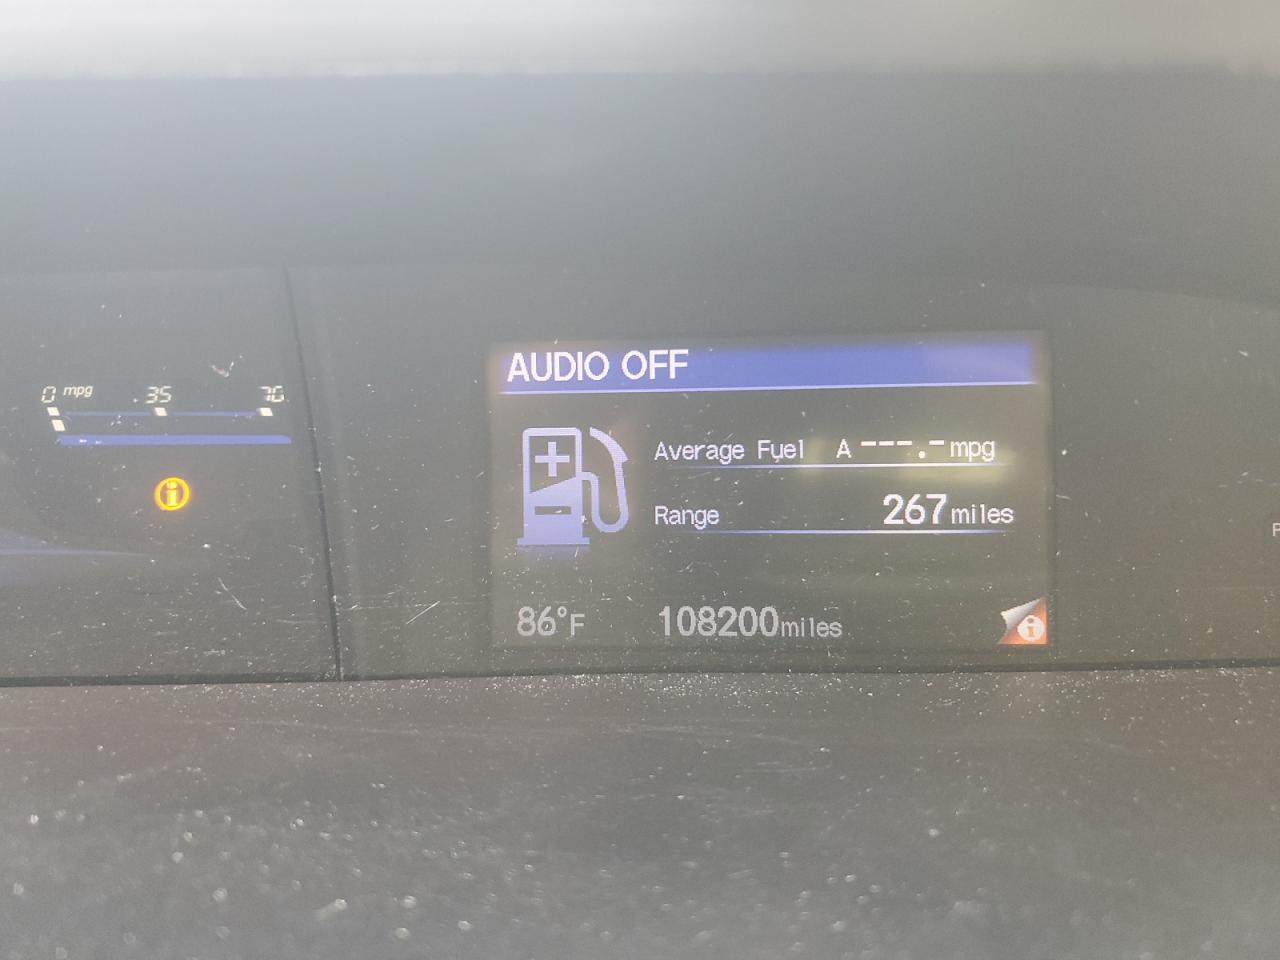 AUDIO OFF
0 mpg 35 70
Average Fuel A ---.- mpg
Range 267 miles
86°F 108200 miles